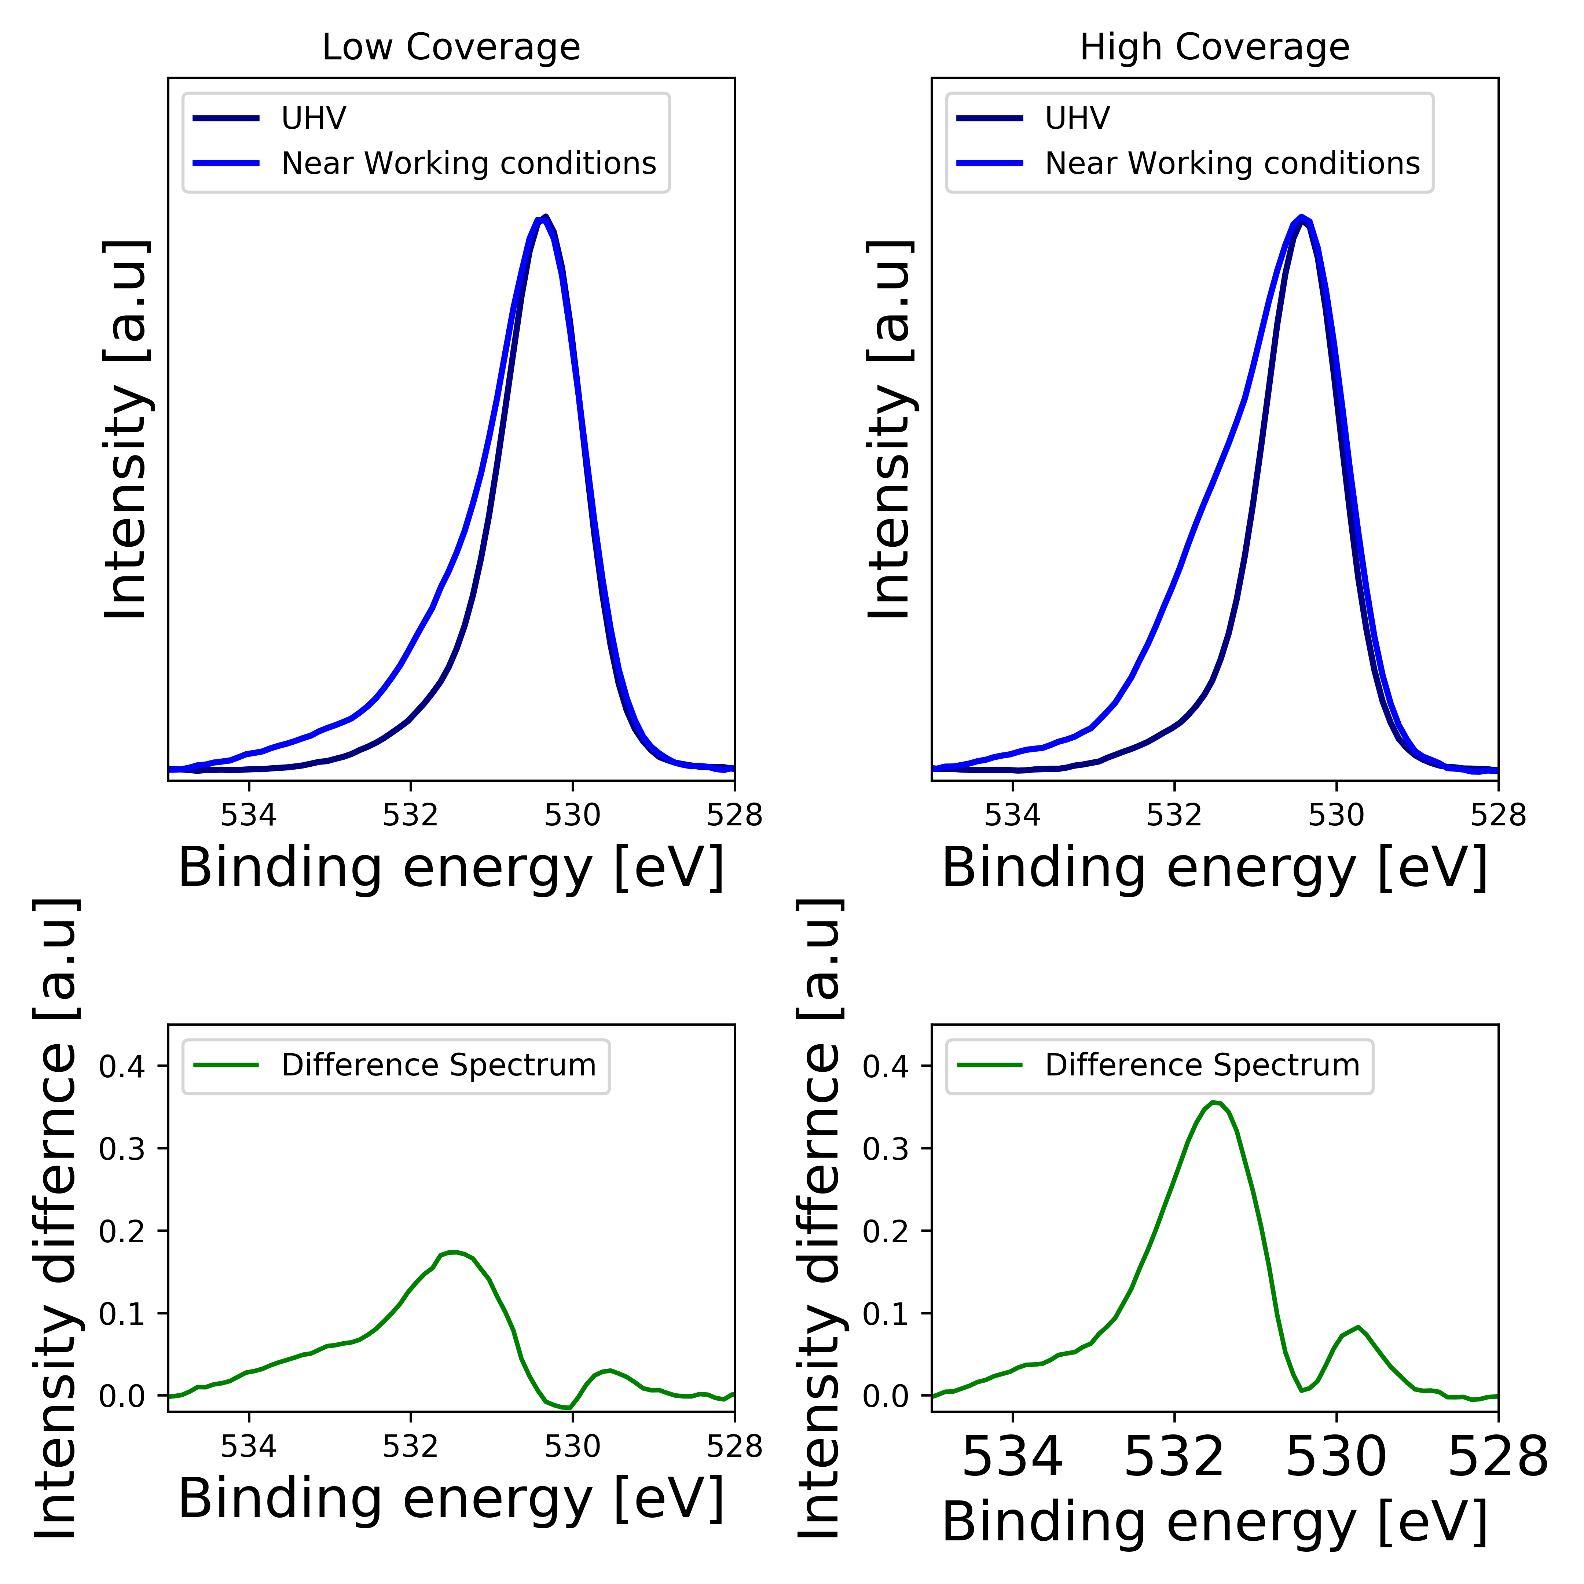 Low Coverage
UHV
Near Working conditions
Intensity [a.u]
534 532 530 528
Binding energy [eV]
High Coverage
UHV
Near Working conditions
Intensity [a.u]
534 532 530 528
Binding energy [eV]
Difference Spectrum
Intensity differnce [a.u]
0.4
0.3
0.2
0.1
0.0
534 532 530 528
Binding energy [eV]
Difference Spectrum
Intensity differnce [a.u]
0.4
0.3
0.2
0.1
0.0
534 532 530 528
Binding energy [eV]